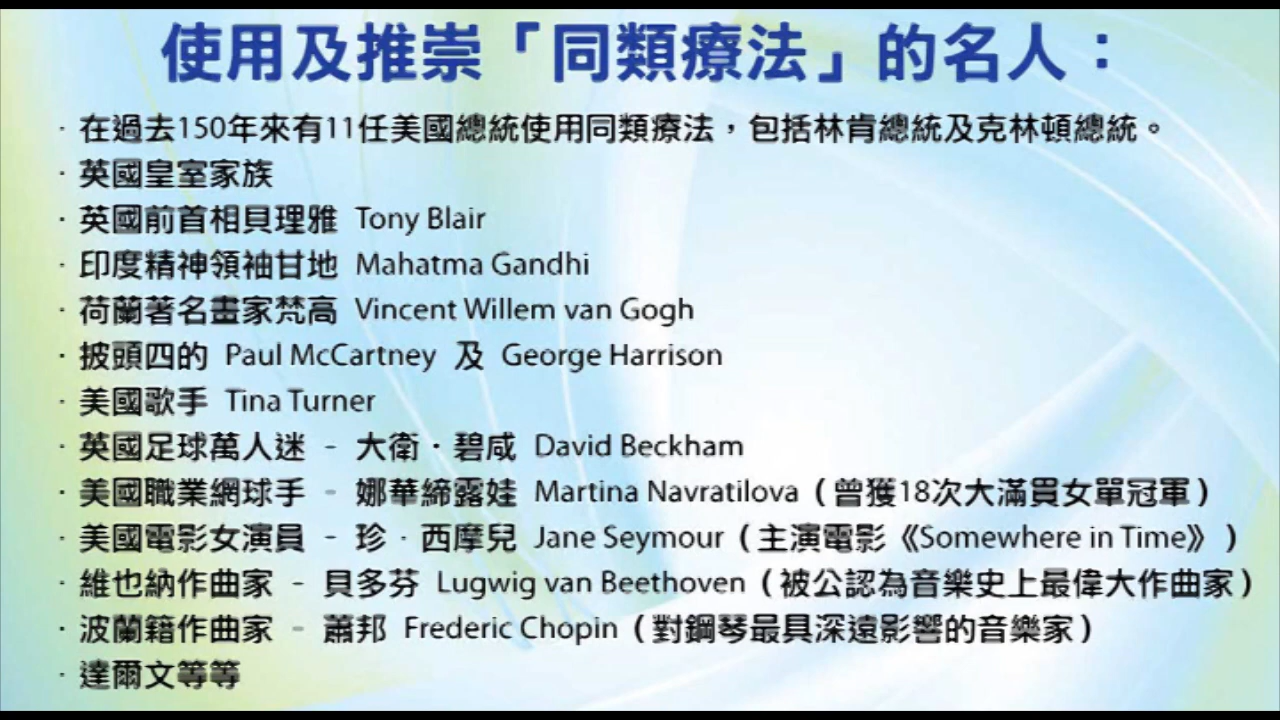 使用及推崇「同類療法」的名人：
· 在過去150年來有11任美國總統使用同類療法，包括林肯總統及克林頓總統。
· 英國皇室家族
· 英國前首相貝理雅 Tony Blair
· 印度精神領袖甘地 Mahatma Gandhi
· 荷蘭著名畫家梵高 Vincent Willem van Gogh
· 披頭四的 Paul McCartney 及 George Harrison
· 美國歌手 Tina Turner
· 英國足球萬人迷 - 大衛·碧咸 David Beckham
· 美國職業網球手 - 娜華締露娃 Martina Navratilova（曾獲18次大滿貫女單冠軍）
· 美國電影女演員 - 珍·西摩兒 Jane Seymour（主演電影《Somewhere in Time》）
· 維也納作曲家 - 貝多芬 Lugwig van Beethoven（被公認為音樂史上最偉大作曲家）
· 波蘭籍作曲家 - 蕭邦 Frederic Chopin（對鋼琴最具深遠影響的音樂家）
· 達爾文等等